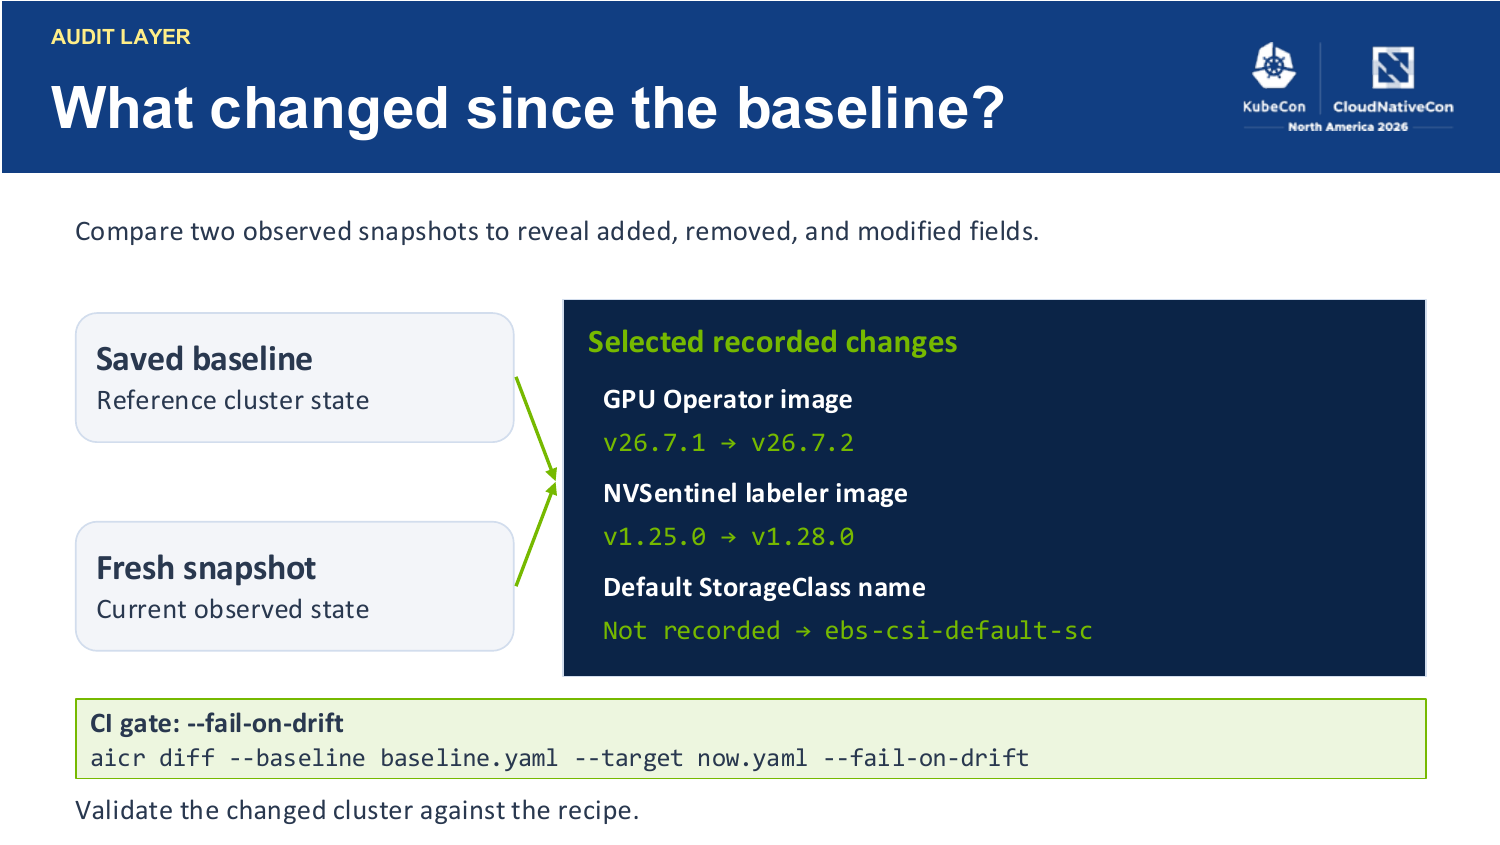 AUDIT LAYER
What changed since the baseline?
KubeCon
CloudNativeCon
North America 2026
Compare two observed snapshots to reveal added, removed, and modified fields.
Saved baseline
Reference cluster state
Fresh snapshot
Current observed state
Selected recorded changes
GPU Operator image
v26.7.1 → v26.7.2
NVSentinel labeler image
v1.25.0 → v1.28.0
Default StorageClass name
Not recorded → ebs-csi-default-sc
CI gate: --fail-on-drift
aicr diff --baseline baseline.yaml --target now.yaml --fail-on-drift
Validate the changed cluster against the recipe.